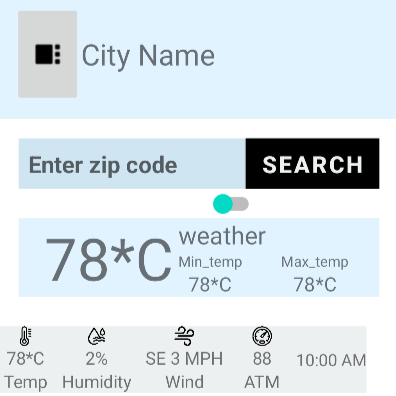 City Name
Enter zip code SEARCH
78*C
weather
Min_temp Max_temp
78*C 78*C
78*C 2% SE 3 MPH 88 10:00 AM
Temp Humidity Wind ATM